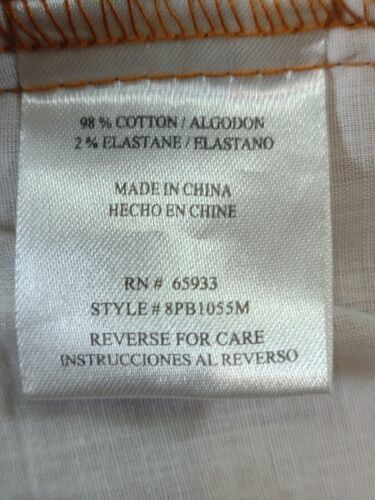 98 % COTTON / ALGODON
2 % ELASTANE / ELASTANO
MADE IN CHINA
HECHO EN CHINE
RN # 65933
STYLE # 8PB1055M
REVERSE FOR CARE
INSTRUCCIONES AL REVERSO